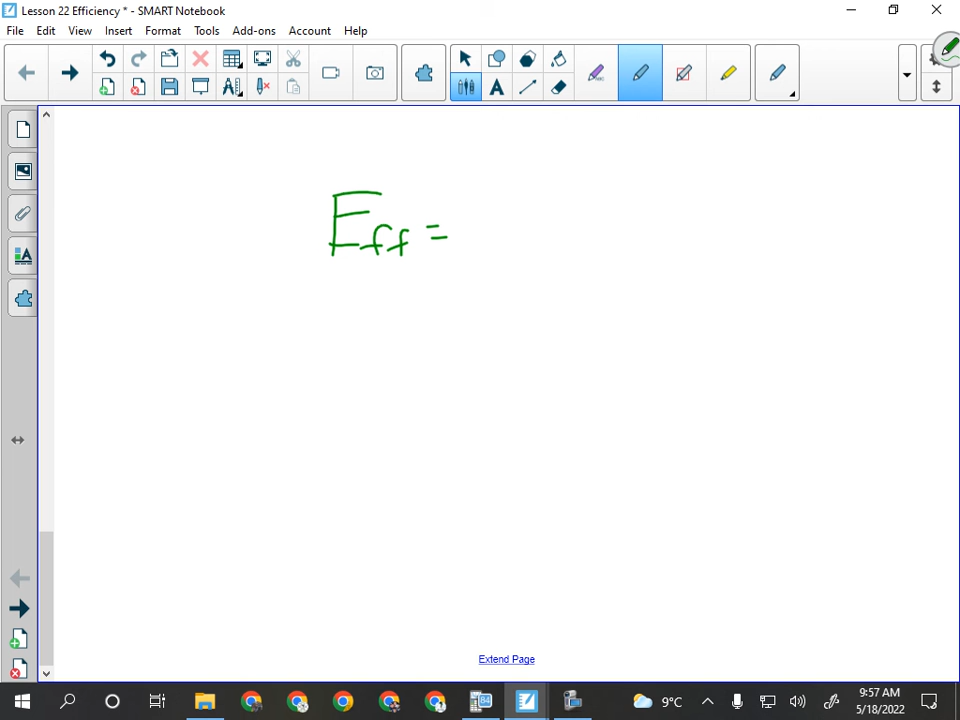 Lesson 22 Efficiency * - SMART Notebook
File Edit View Insert Format Tools Add-ons Account Help
Eff =
Extend Page
9°C
9:57 AM
5/18/2022